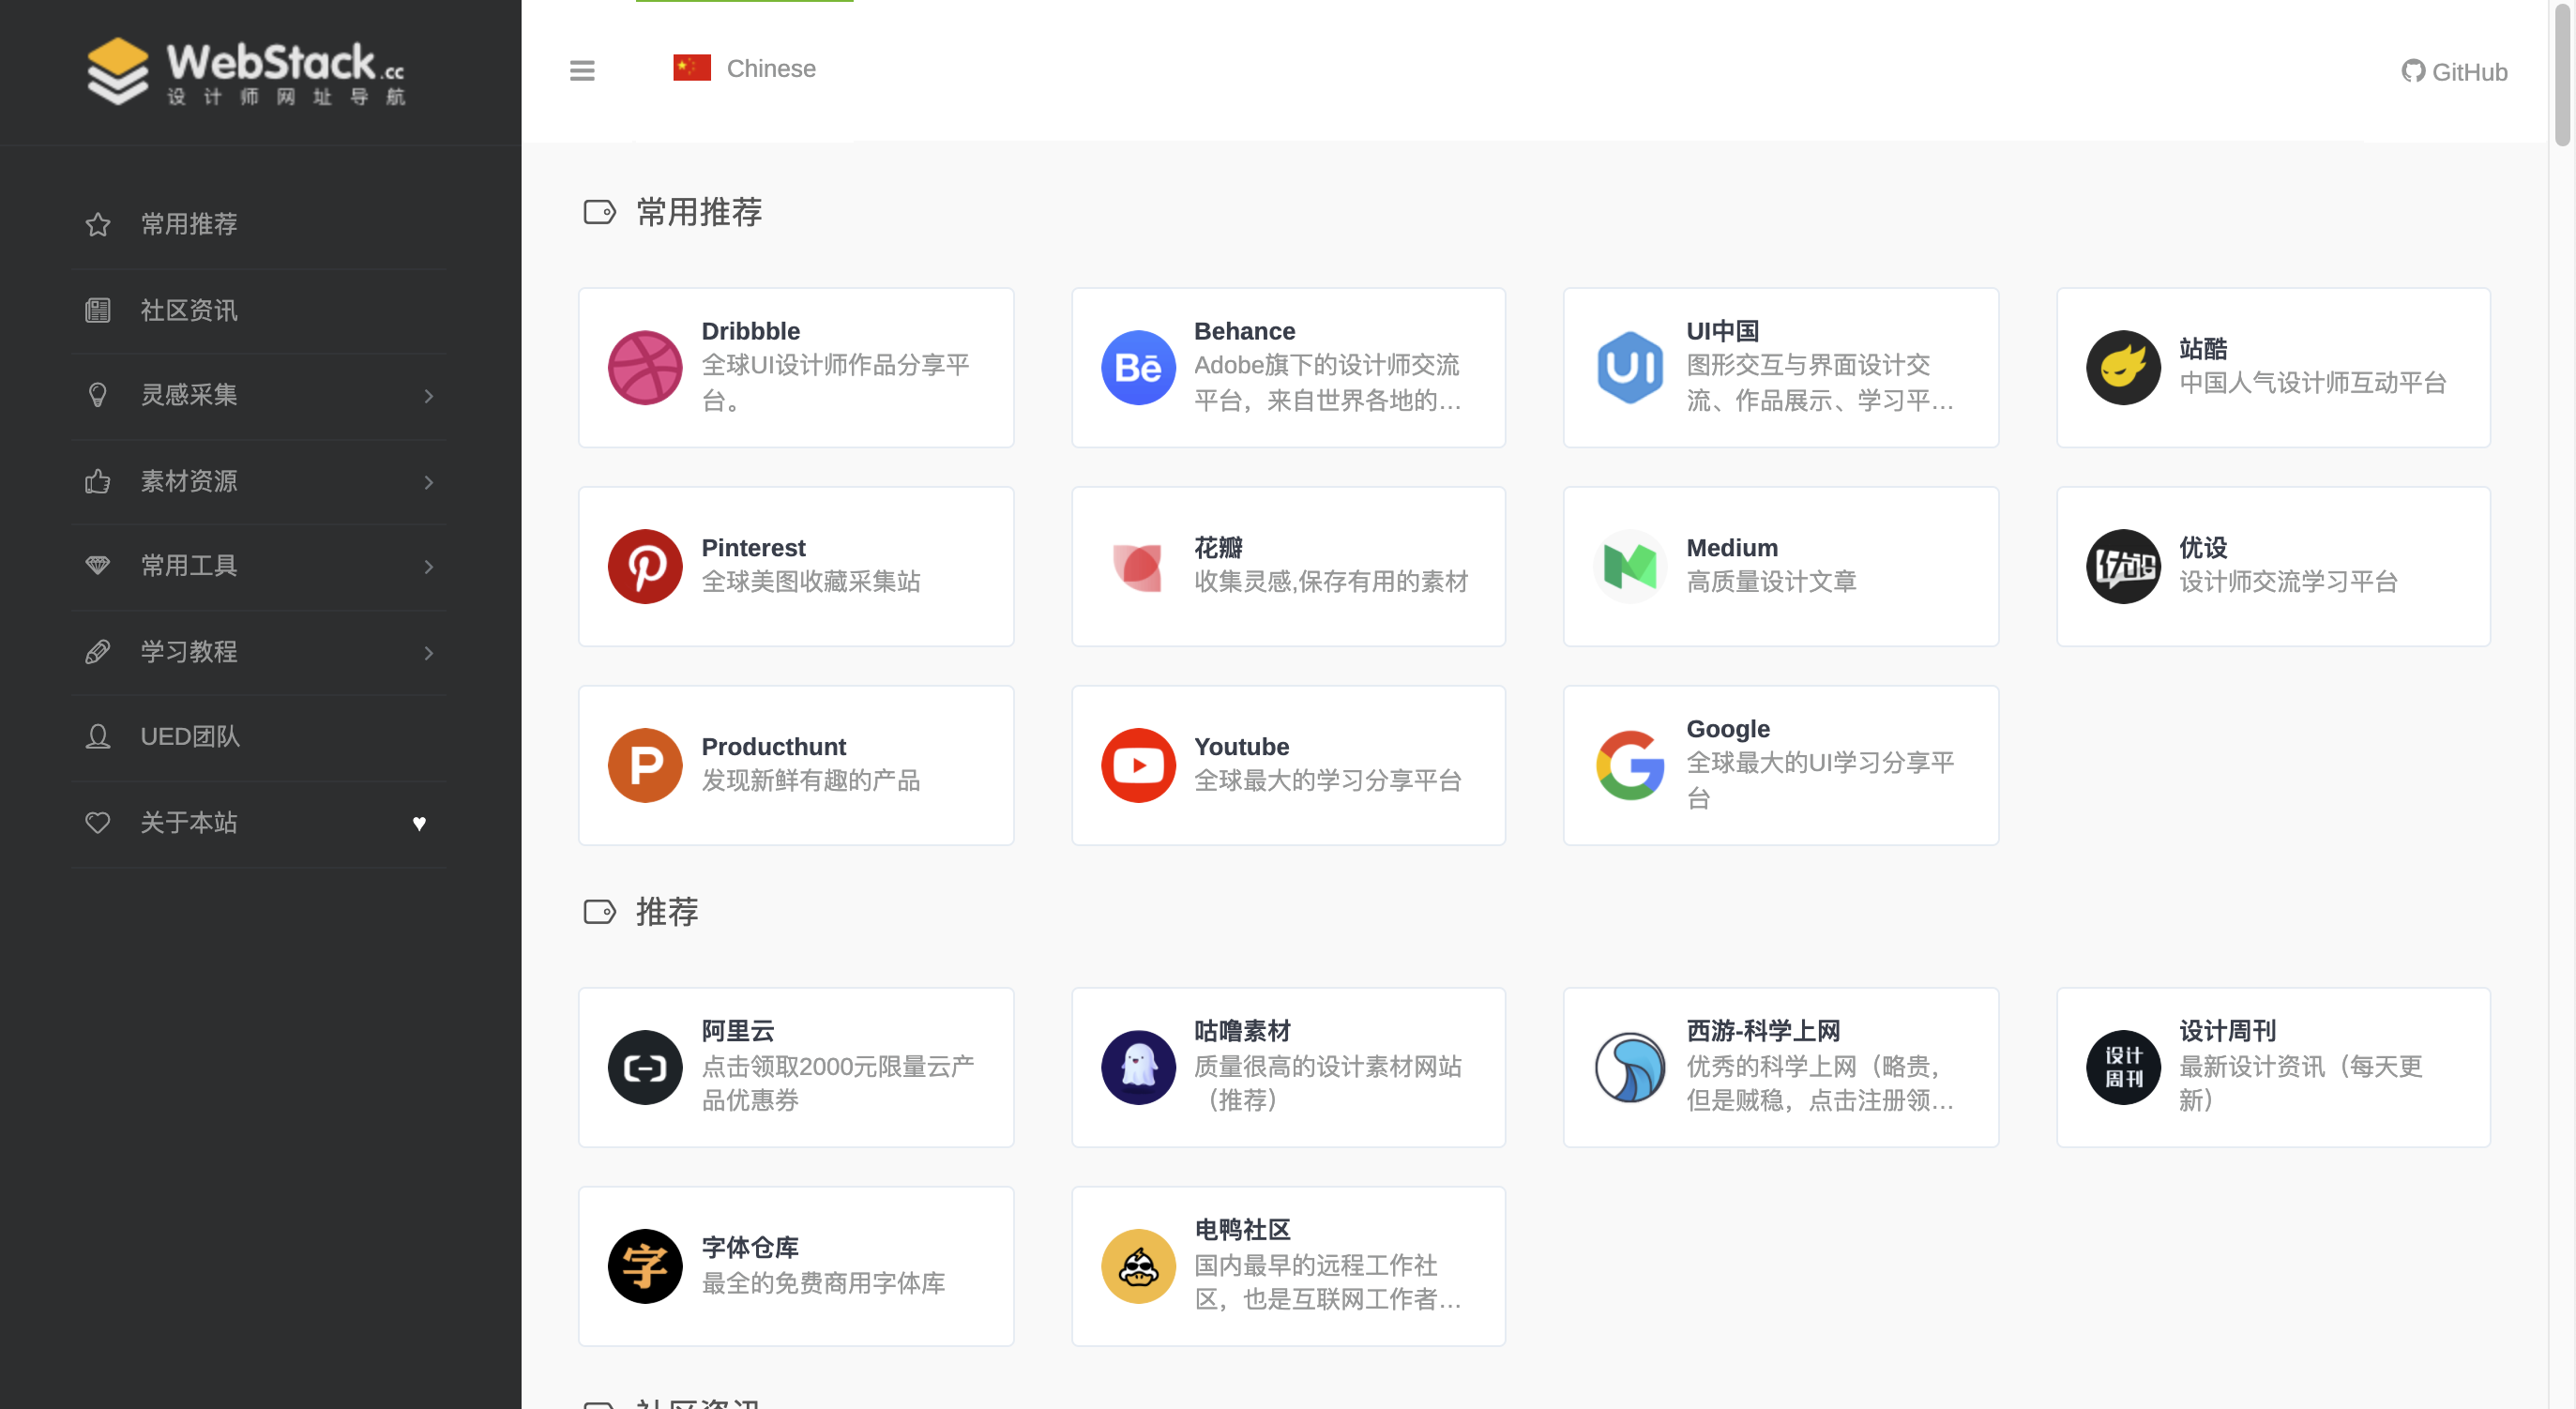 WebStack.cc
设计师网址导航
Chinese
GitHub
常用推荐
社区资讯
灵感采集
素材资源
常用工具
学习教程
UED团队
关于本站
常用推荐
Dribbble
全球UI设计师作品分享平
台。
Behance
Adobe旗下的设计师交流
平台，来自世界各地的...
UI中国
图形交互与界面设计交
流、作品展示、学习平...
站酷
中国人气设计师互动平台
Pinterest
全球美图收藏采集站
花瓣
收集灵感,保存有用的素材
Medium
高质量设计文章
优设
优设
设计师交流学习平台
Producthunt
发现新鲜有趣的产品
Youtube
全球最大的学习分享平台
Google
全球最大的UI学习分享平
台
推荐
阿里云
点击领取2000元限量云产
品优惠券
咕噜素材
质量很高的设计素材网站
（推荐）
西游-科学上网
优秀的科学上网（略贵，
但是贼稳，点击注册领...
设计
周刊
设计周刊
最新设计资讯（每天更
新）
字
字体仓库
最全的免费商用字体库
电鸭社区
国内最早的远程工作社
区，也是互联网工作者...
社区资讯